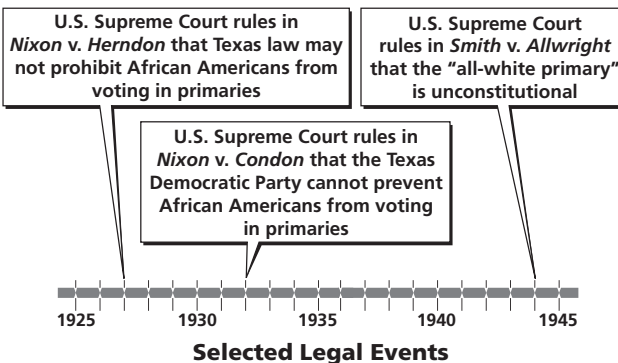 U.S. Supreme Court rules in
Nixon v. Herndon that Texas law may
not prohibit African Americans from
voting in primaries
U.S. Supreme Court
rules in Smith v. Allwright
that the “all-white primary”
is unconstitutional
U.S. Supreme Court rules in
Nixon v. Condon that the Texas
Democratic Party cannot prevent
African Americans from voting
in primaries
1925 1930 1935 1940 1945
Selected Legal Events